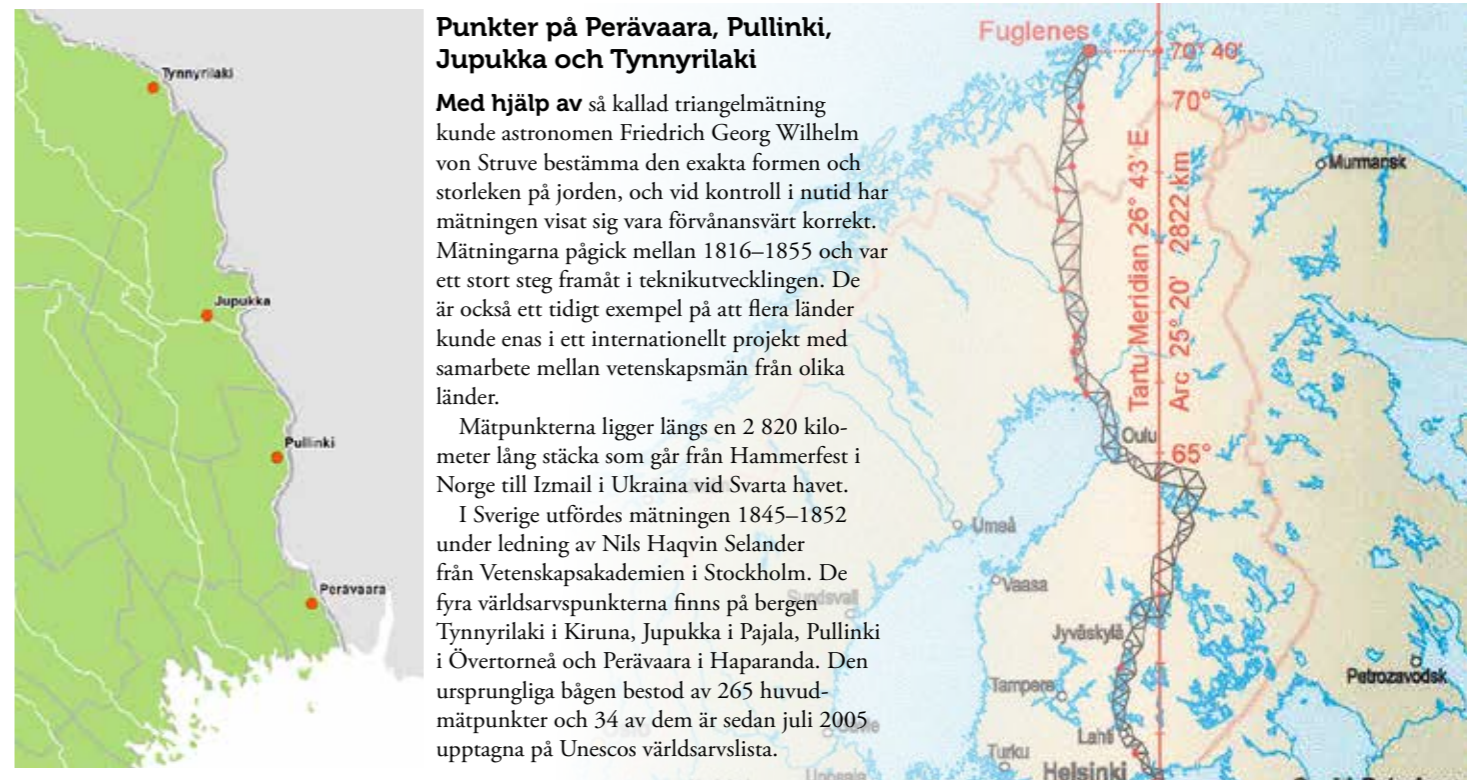 Tynnyrilaki
Jupukka
Pullinki
Perävaara
Punkter på Perävaara, Pullinki,
Jupukka och Tynnyrilaki
Med hjälp av så kallad triangelmätning
kunde astronomen Friedrich Georg Wilhelm
von Struve bestämma den exakta formen och
storleken på jorden, och vid kontroll i nutid har
mätningen visat sig vara förvånansvärt korrekt.
Mätningarna pågick mellan 1816–1855 och var
ett stort steg framåt i teknikutvecklingen. De
är också ett tidigt exempel på att flera länder
kunde enas i ett internationellt projekt med
samarbete mellan vetenskapsmän från olika
länder.
Mätpunkterna ligger längs en 2 820 kilo-
meter lång stäcka som går från Hammerfest i
Norge till Izmail i Ukraina vid Svarta havet.
I Sverige utfördes mätningen 1845–1852
under ledning av Nils Haqvin Selander
från Vetenskapsakademien i Stockholm. De
fyra världsarvspunkterna finns på bergen
Tynnyrilaki i Kiruna, Jupukka i Pajala, Pullinki
i Övertorneå och Perävaara i Haparanda. Den
ursprungliga bågen bestod av 265 huvud-
mätpunkter och 34 av dem är sedan juli 2005
upptagna på Unescos världsarvslista.
Fuglenes
70° 40'
70°
Murmansk
Tartu Meridian 26° 43' E
Arc 25° 20' 2822 km
Oulu
65°
Umeå
Vaasa
Sundsvall
Jyväskylä
Tampere
Petrozavodsk
Lahti
Turku
Helsinki
Uppsala